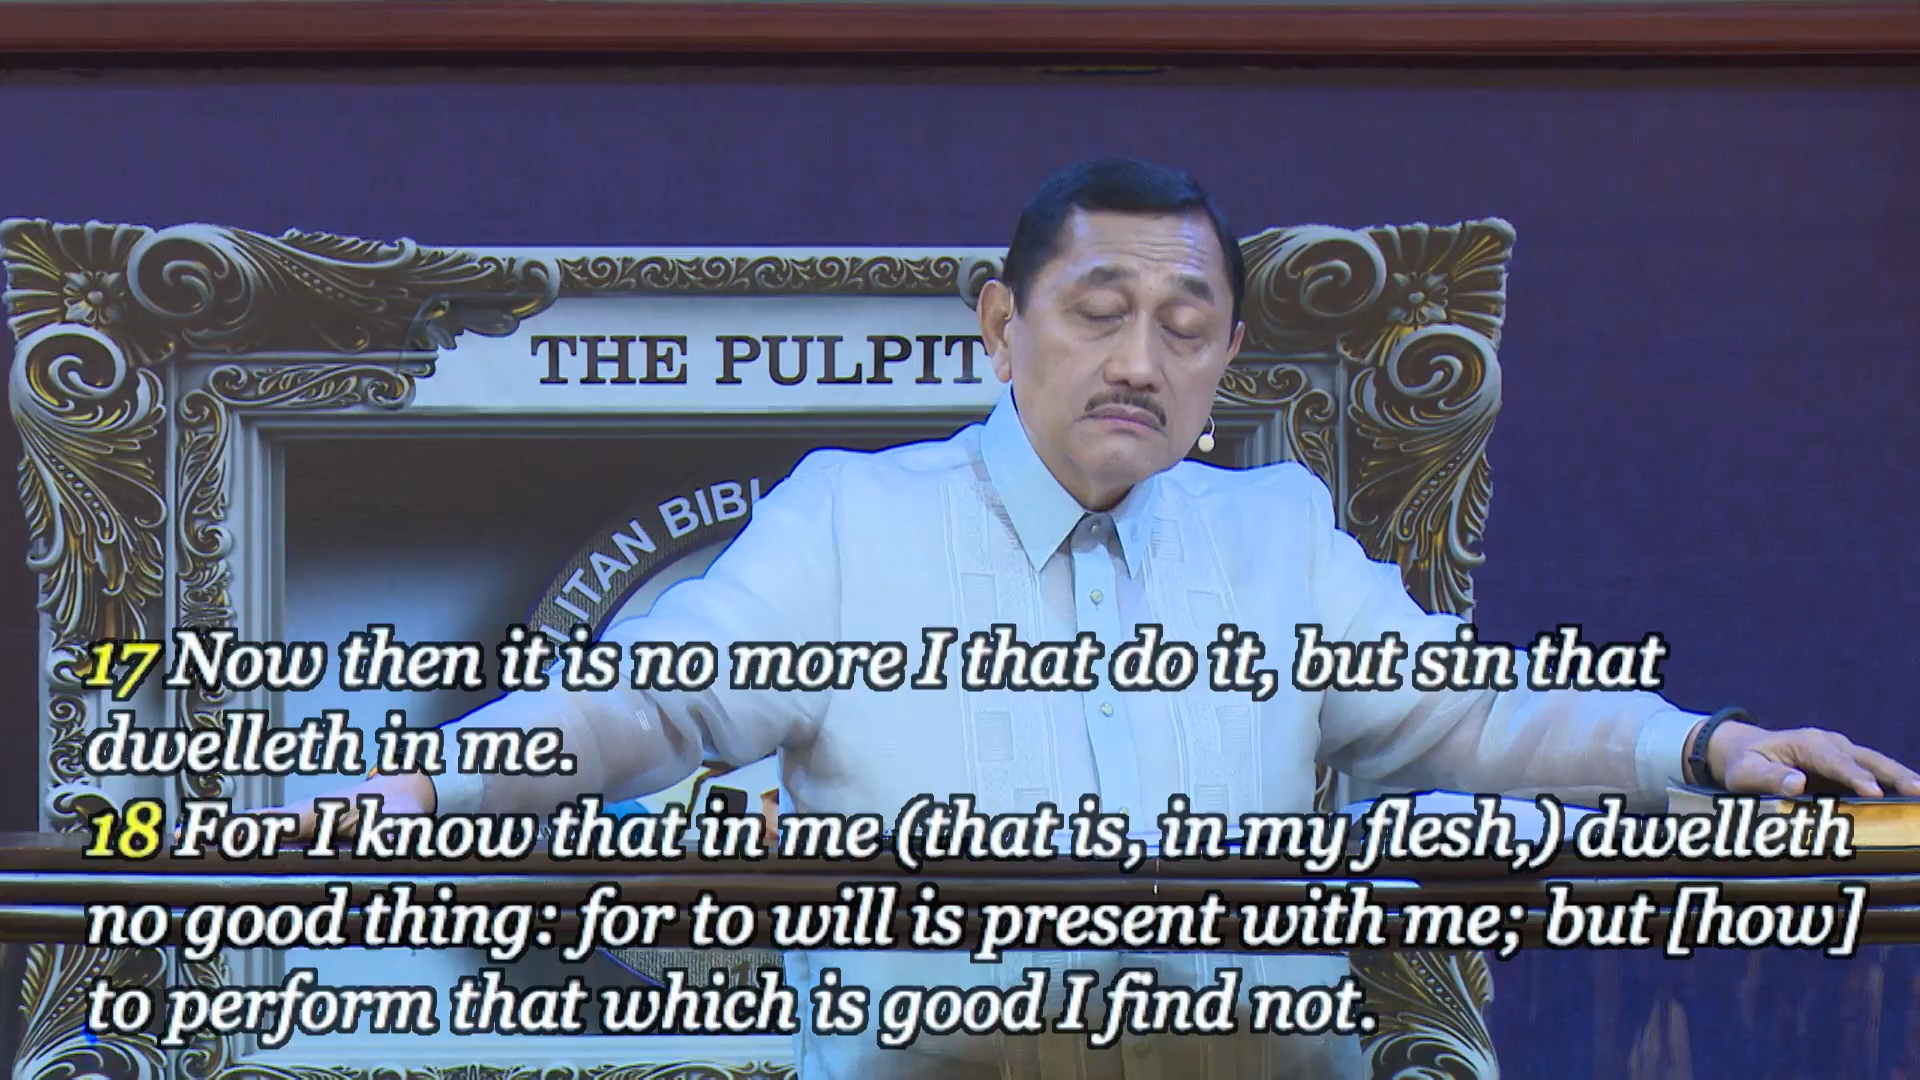 THE PULPIT
LITAN BIBL
17 Now then it is no more I that do it, but sin that
dwelleth in me.
18 For I know that in me (that is, in my flesh,) dwelleth
no good thing: for to will is present with me; but [how]
to perform that which is good I find not.